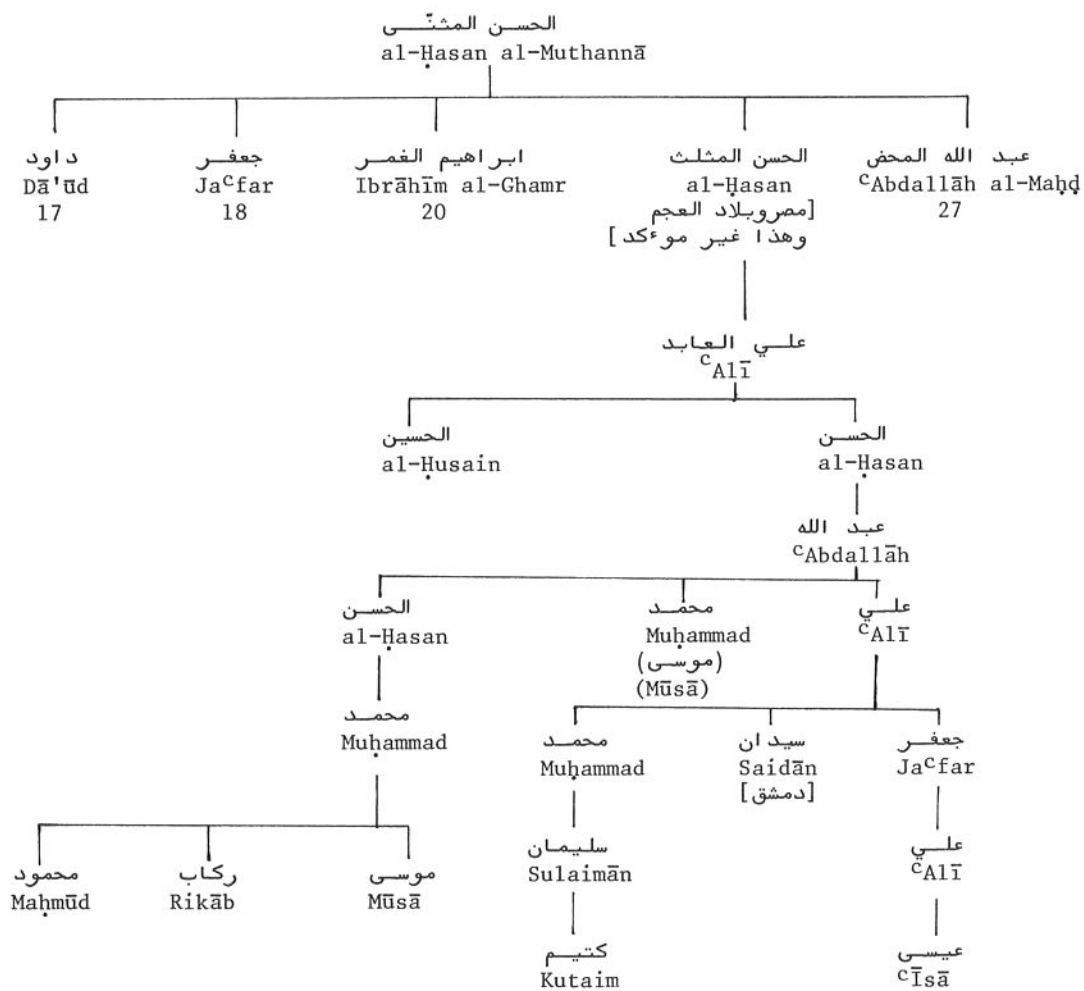 الحسن المثنّى
al-Ḥasan al-Muthannā
داود
Dā'ūd
17
جعفر
Jaᶜfar
18
ابراهيم الغمر
Ibrāhīm al-Ghamr
20
الحسن المثلث
al-Ḥasan
[مصر وبلاد العجم
وهذا غير موءكد]
عبد الله المحض
ᶜAbdallāh al-Maḥḍ
27
علي العابد
ᶜAlī
الحسين
al-Ḥusain
الحسن
al-Ḥasan
عبد الله
ᶜAbdallāh
الحسن
al-Ḥasan
محمد
Muḥammad
(موسى)
(Mūsā)
علي
ᶜAlī
محمد
Muḥammad
محمد
Muḥammad
سيدان
Saidān
[دمشق]
جعفر
Jaᶜfar
محمود
Maḥmūd
ركاب
Rikāb
موسى
Mūsā
سليمان
Sulaimān
علي
ᶜAlī
كتيم
Kutaim
عيسى
ᶜĪsā